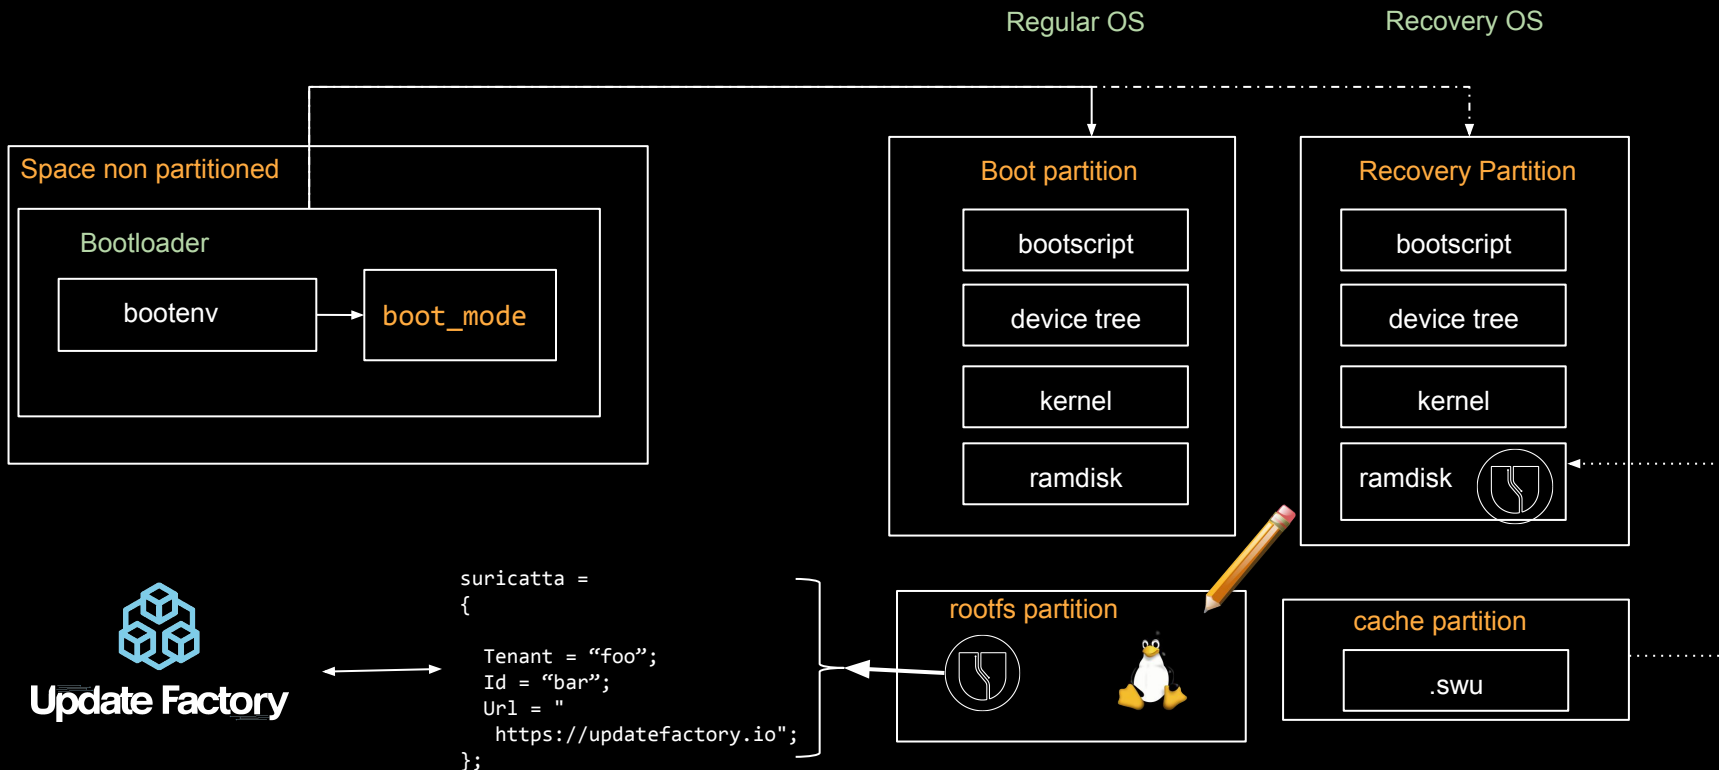 Regular OS
Recovery OS
Space non partitioned
Bootloader
bootenv
boot_mode
Boot partition
bootscript
device tree
kernel
ramdisk
Recovery Partition
bootscript
device tree
kernel
ramdisk
Update Factory
suricatta =
{
Tenant = “foo”;
Id = “bar”;
Url = "
https://updatefactory.io";
};
rootfs partition
cache partition
.swu